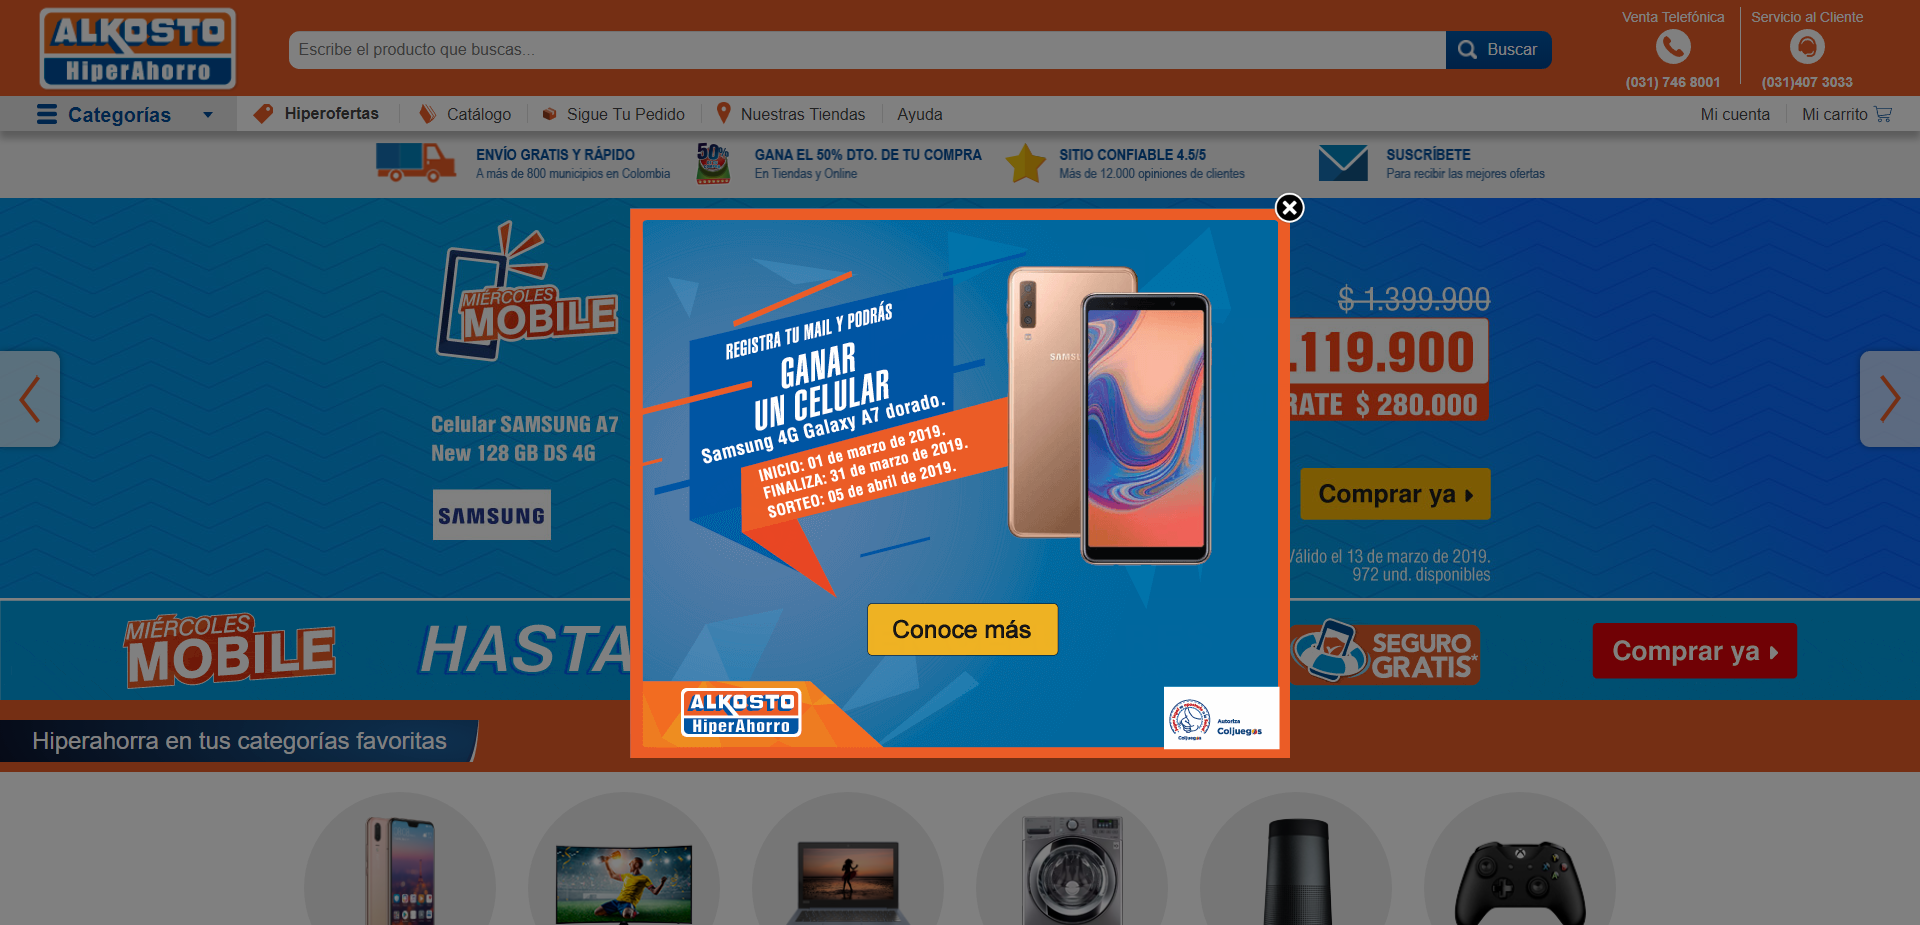 ALKOSTO
HiperAhorro
Escribe el producto que buscas...
Buscar
Venta Telefónica
(031) 746 8001
Servicio al Cliente
(031)407 3033
Categorías
Hiperofertas
Catálogo
Sigue Tu Pedido
Nuestras Tiendas
Ayuda
Mi cuenta
Mi carrito
ENVÍO GRATIS Y RÁPIDO
A más de 800 municipios en Colombia
50%
GANA EL 50% DTO. DE TU COMPRA
En Tiendas y Online
SITIO CONFIABLE 4.5/5
Más de 12.000 opiniones de clientes
SUSCRÍBETE
Para recibir las mejores ofertas
MIÉRCOLES
MOBILE
Celular SAMSUNG A7
New 128 GB DS 4G
SAMSUNG
REGISTRA TU MAIL Y PODRÁS
GANAR
UN CELULAR
Samsung 4G Galaxy A7 dorado.
INICIO: 01 de marzo de 2019.
FINALIZA: 31 de marzo de 2019.
SORTEO: 05 de abril de 2019.
SAMSU
Conoce más
ALKOSTO
HiperAhorro
Autoriza
Coljuegos
Coljuegos
$ 1.399.900
.119.900
RATE $ 280.000
Comprar ya
Válido el 13 de marzo de 2019.
972 und. disponibles
MIÉRCOLES
MOBILE
HASTA
SEGURO
GRATIS*
Comprar ya
Hiperahorra en tus categorías favoritas